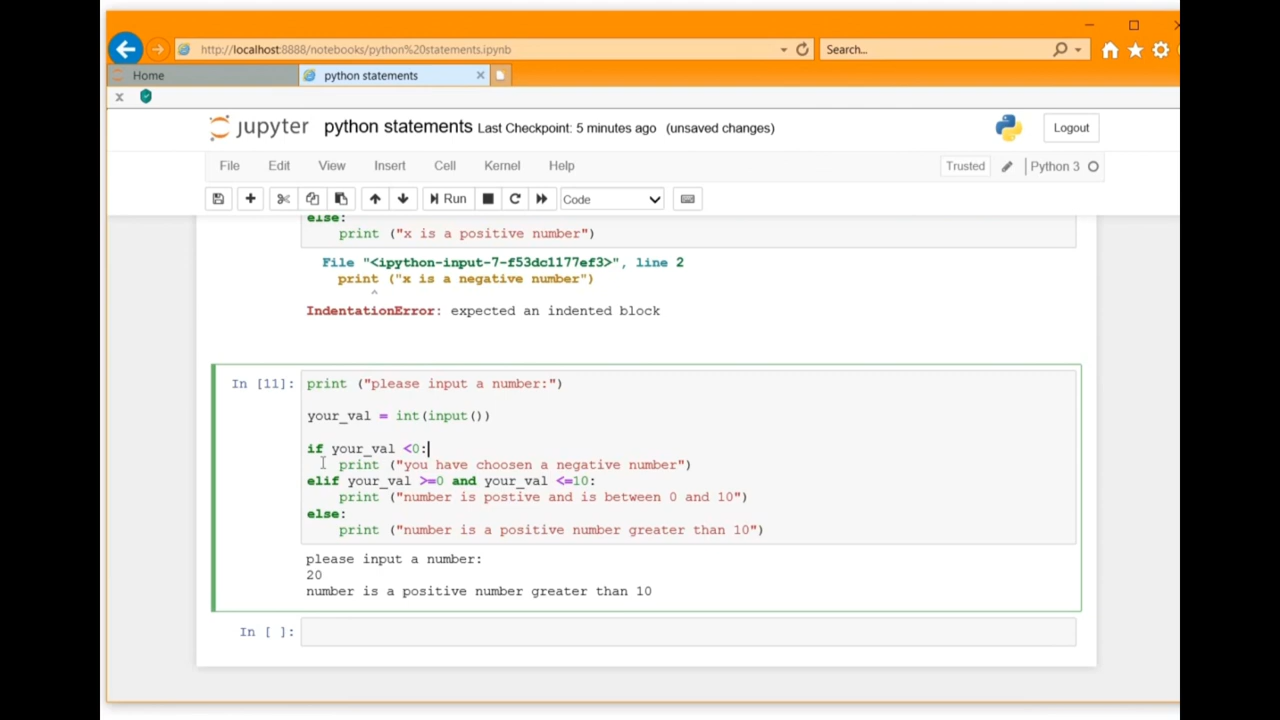 http://localhost:8888/notebooks/python%20statements.ipynb
Search...
Home
python statements
x
jupyter python statements Last Checkpoint: 5 minutes ago (unsaved changes)
Logout
File Edit View Insert Cell Kernel Help
Trusted
Python 3
Run
Code
else:
print ("x is a positive number")
File "<ipython-input-7-f53dc1177ef3>", line 2
print ("x is a negative number")
^
IndentationError: expected an indented block
In [11]:
print ("please input a number:")
your_val = int(input())
if your_val <0:
print ("you have choosen a negative number")
elif your_val >=0 and your_val <=10:
print ("number is postive and is between 0 and 10")
else:
print ("number is a positive number greater than 10")
please input a number:
20
number is a positive number greater than 10
In [ ]: